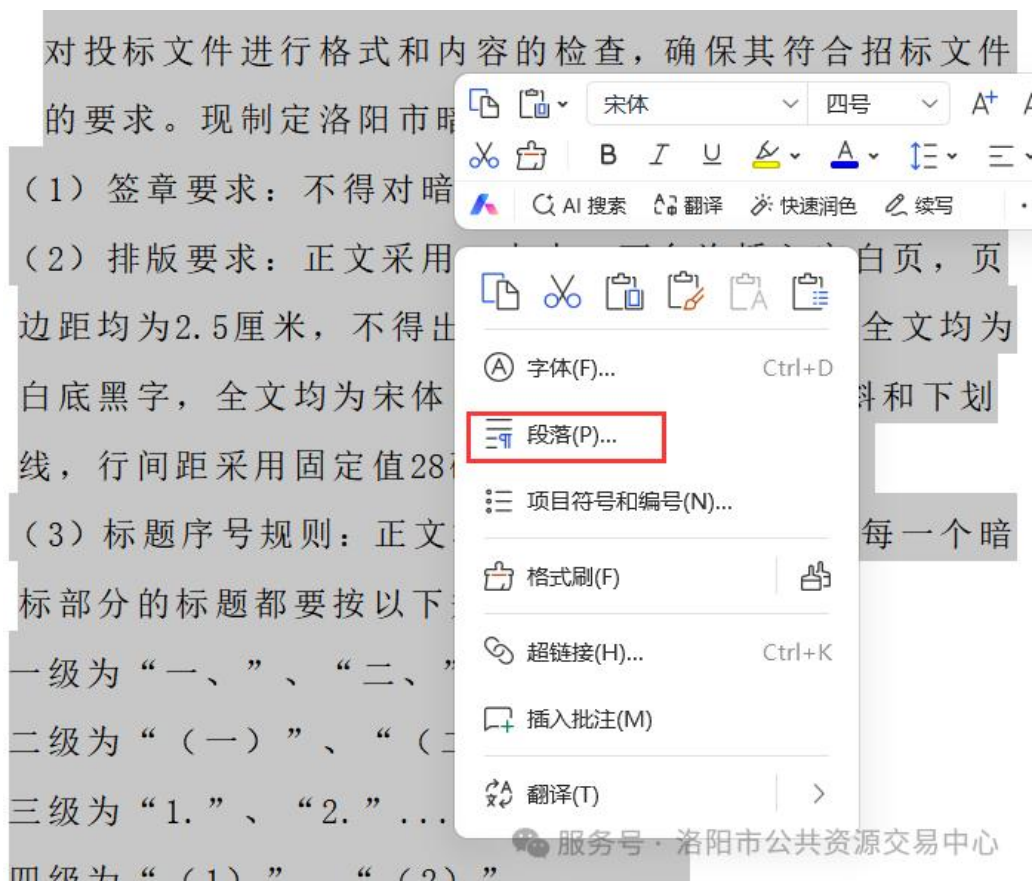 对投标文件进行格式和内容的检查，确保其符合招标文件
的要求。现制定洛阳市暗
宋体 四号 A+
B I U A
（1）签章要求：不得对暗
AI 搜索 翻译 快速润色 续写
（2）排版要求：正文采用
白页，页
边距均为2.5厘米，不得出
全文均为
字体(F)... Ctrl+D
白底黑字，全文均为宋体
斜和下划
段落(P)...
线，行间距采用固定值28
项目符号和编号(N)...
（3）标题序号规则：正文
每一个暗
格式刷(F)
标部分的标题都要按以下
超链接(H)... Ctrl+K
一级为“一、”、“二、”
插入批注(M)
二级为“（一）”、“（二
翻译(T)
三级为“1.”、“2.”...
服务号 · 洛阳市公共资源交易中心
四级为“（1）”、“（2）”